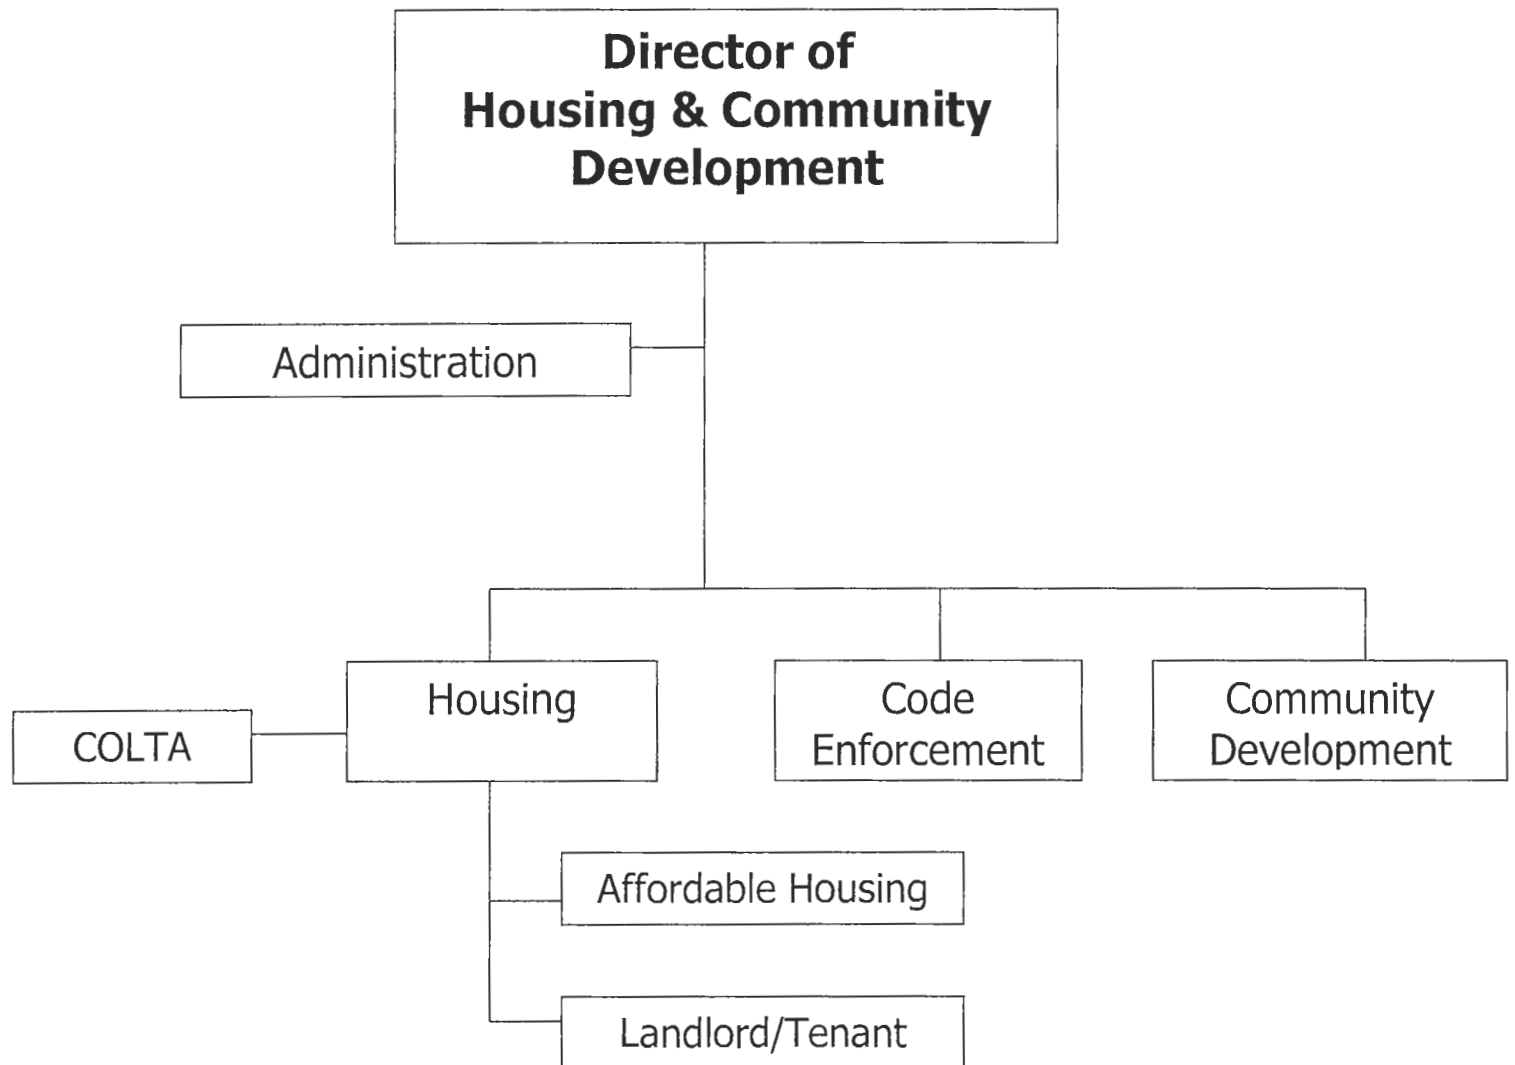 Director of
Housing & Community
Development
Administration
Housing
Code
Enforcement
Community
Development
COLTA
Affordable Housing
Landlord/Tenant